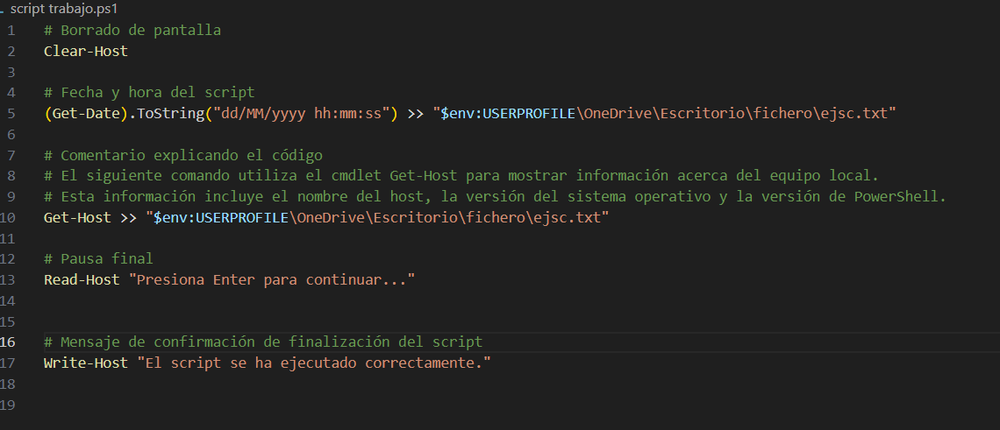 script trabajo.ps1
1 # Borrado de pantalla
2 Clear-Host
3
4 # Fecha y hora del script
5 (Get-Date).ToString("dd/MM/yyyy hh:mm:ss") >> "$env:USERPROFILE\OneDrive\Escritorio\fichero\ejsc.txt"
6
7 # Comentario explicando el código
8 # El siguiente comando utiliza el cmdlet Get-Host para mostrar información acerca del equipo local.
9 # Esta información incluye el nombre del host, la versión del sistema operativo y la versión de PowerShell.
10 Get-Host >> "$env:USERPROFILE\OneDrive\Escritorio\fichero\ejsc.txt"
11
12 # Pausa final
13 Read-Host "Presiona Enter para continuar..."
14
15
16 # Mensaje de confirmación de finalización del script
17 Write-Host "El script se ha ejecutado correctamente."
18
19